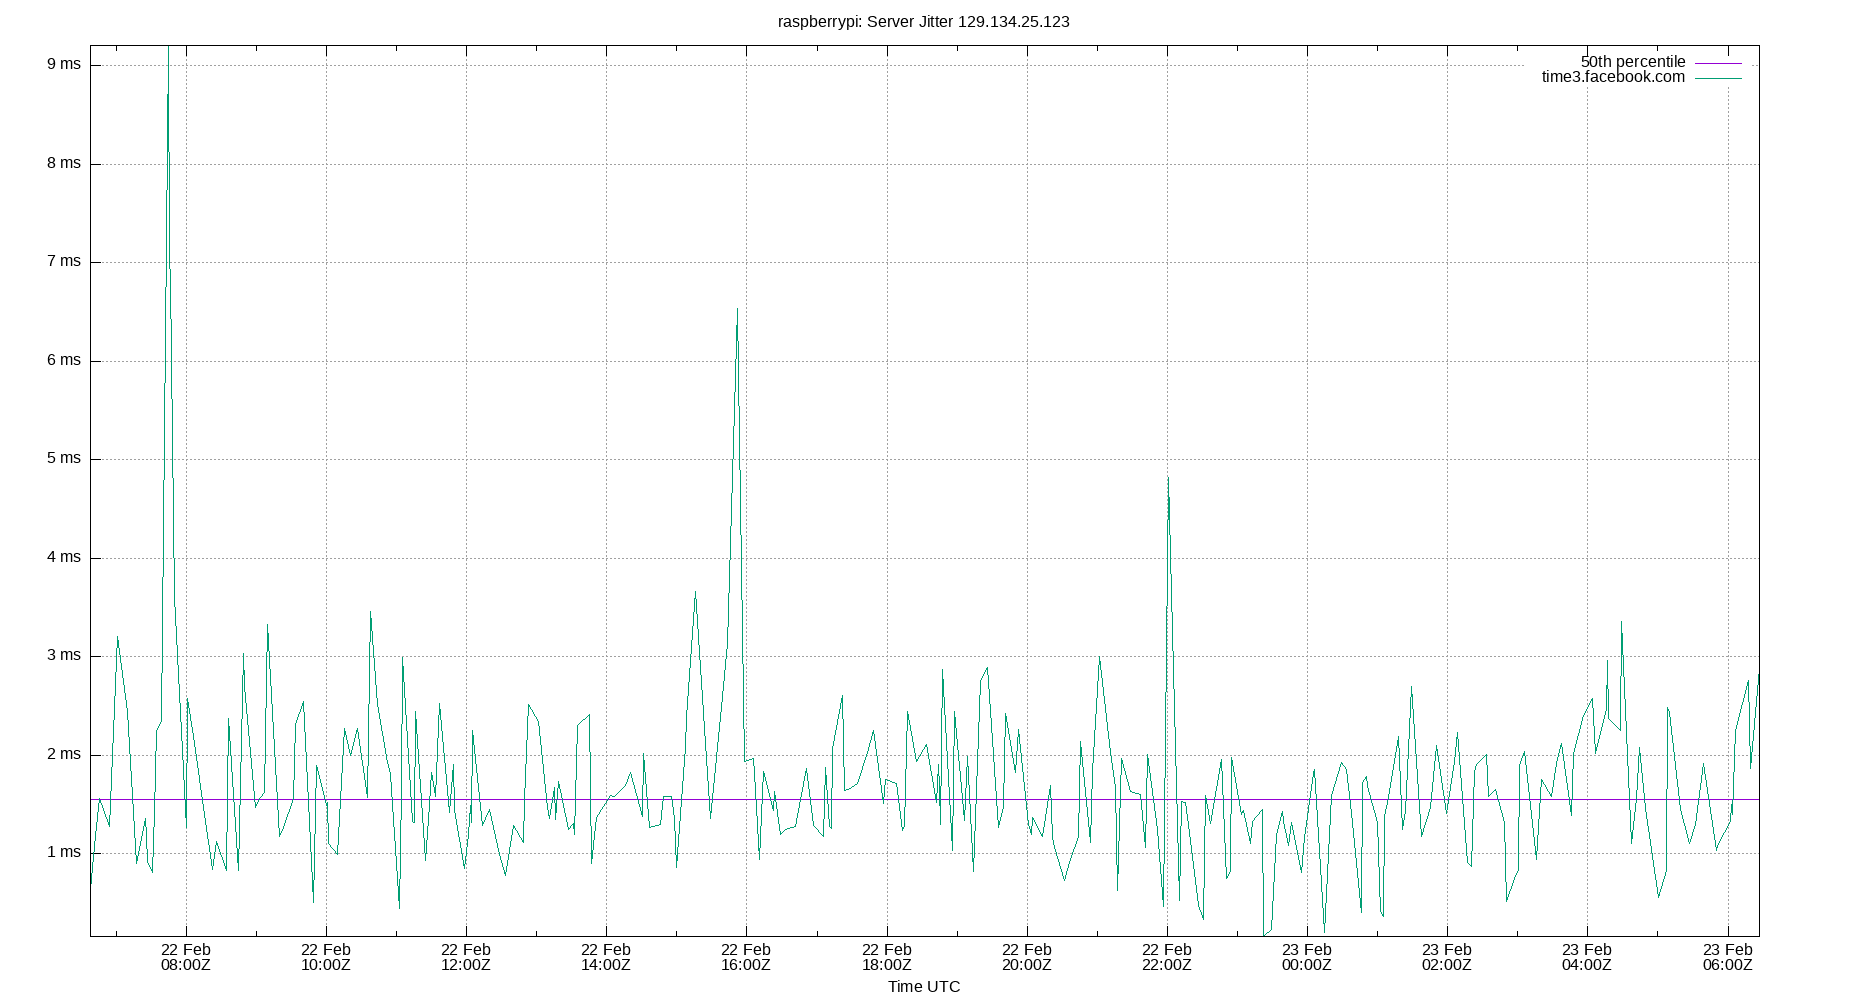 raspberrypi: Server Jitter 129.134.25.123
50th percentile
time3.facebook.com
9 ms
8 ms
7 ms
6 ms
5 ms
4 ms
3 ms
2 ms
1 ms
22 Feb 22 Feb 22 Feb 22 Feb 22 Feb 22 Feb 22 Feb 22 Feb 23 Feb 23 Feb 23 Feb 23 Feb
08:00Z 10:00Z 12:00Z 14:00Z 16:00Z 18:00Z 20:00Z 22:00Z 00:00Z 02:00Z 04:00Z 06:00Z
Time UTC